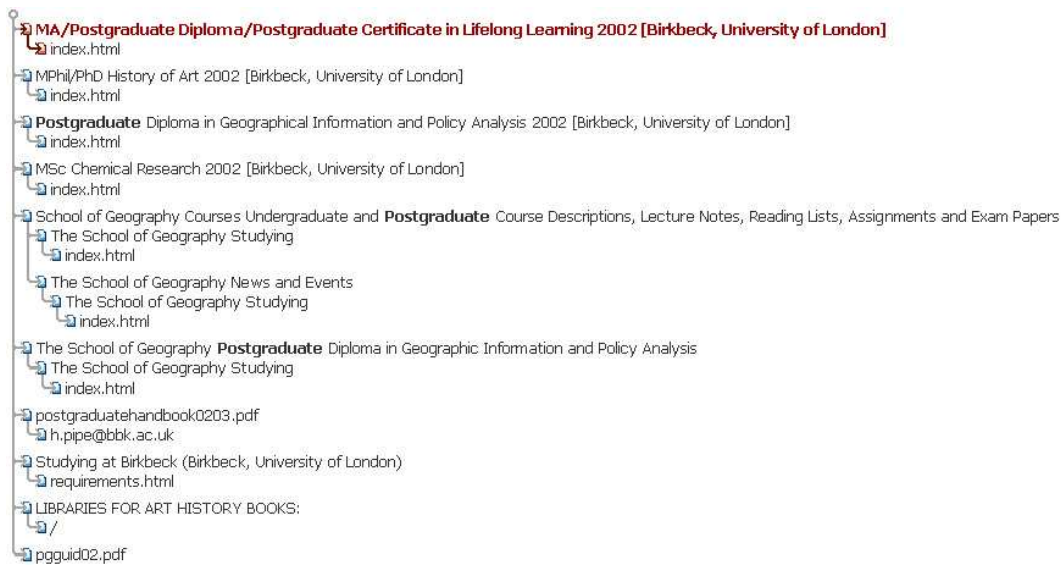 MA/Postgraduate Diploma/Postgraduate Certificate in Lifelong Learning 2002 [Birkbeck, University of London]
index.html
MPhil/PhD History of Art 2002 [Birkbeck, University of London]
index.html
Postgraduate Diploma in Geographical Information and Policy Analysis 2002 [Birkbeck, University of London]
index.html
MSc Chemical Research 2002 [Birkbeck, University of London]
index.html
School of Geography Courses Undergraduate and Postgraduate Course Descriptions, Lecture Notes, Reading Lists, Assignments and Exam Papers
The School of Geography Studying
index.html
The School of Geography News and Events
The School of Geography Studying
index.html
The School of Geography Postgraduate Diploma in Geographic Information and Policy Analysis
The School of Geography Studying
index.html
postgraduatehandbook0203.pdf
h.pipe@bbk.ac.uk
Studying at Birkbeck (Birkbeck, University of London)
requirements.html
LIBRARIES FOR ART HISTORY BOOKS:
/
pgguid02.pdf